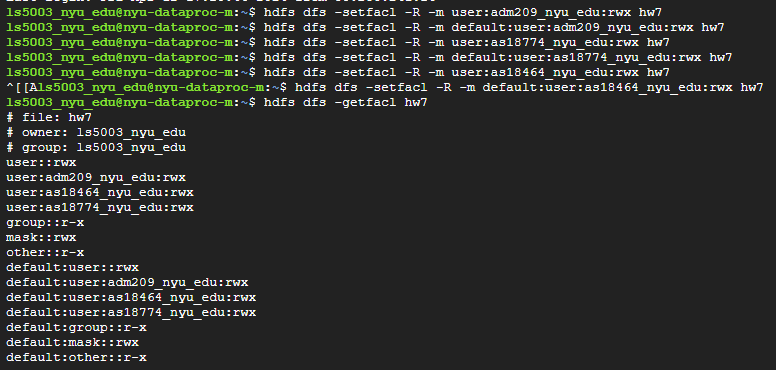 ls5003_nyu_edu@nyu-dataproc-m:~$ hdfs dfs -setfacl -R -m user:adm209_nyu_edu:rwx hw7
ls5003_nyu_edu@nyu-dataproc-m:~$ hdfs dfs -setfacl -R -m default:user:adm209_nyu_edu:rwx hw7
ls5003_nyu_edu@nyu-dataproc-m:~$ hdfs dfs -setfacl -R -m user:as18774_nyu_edu:rwx hw7
ls5003_nyu_edu@nyu-dataproc-m:~$ hdfs dfs -setfacl -R -m default:user:as18774_nyu_edu:rwx hw7
ls5003_nyu_edu@nyu-dataproc-m:~$ hdfs dfs -setfacl -R -m user:as18464_nyu_edu:rwx hw7
^[[Als5003_nyu_edu@nyu-dataproc-m:~$ hdfs dfs -setfacl -R -m default:user:as18464_nyu_edu:rwx hw7
ls5003_nyu_edu@nyu-dataproc-m:~$ hdfs dfs -getfacl hw7
# file: hw7
# owner: ls5003_nyu_edu
# group: ls5003_nyu_edu
user::rwx
user:adm209_nyu_edu:rwx
user:as18464_nyu_edu:rwx
user:as18774_nyu_edu:rwx
group::r-x
mask::rwx
other::r-x
default:user::rwx
default:user:adm209_nyu_edu:rwx
default:user:as18464_nyu_edu:rwx
default:user:as18774_nyu_edu:rwx
default:group::r-x
default:mask::rwx
default:other::r-x